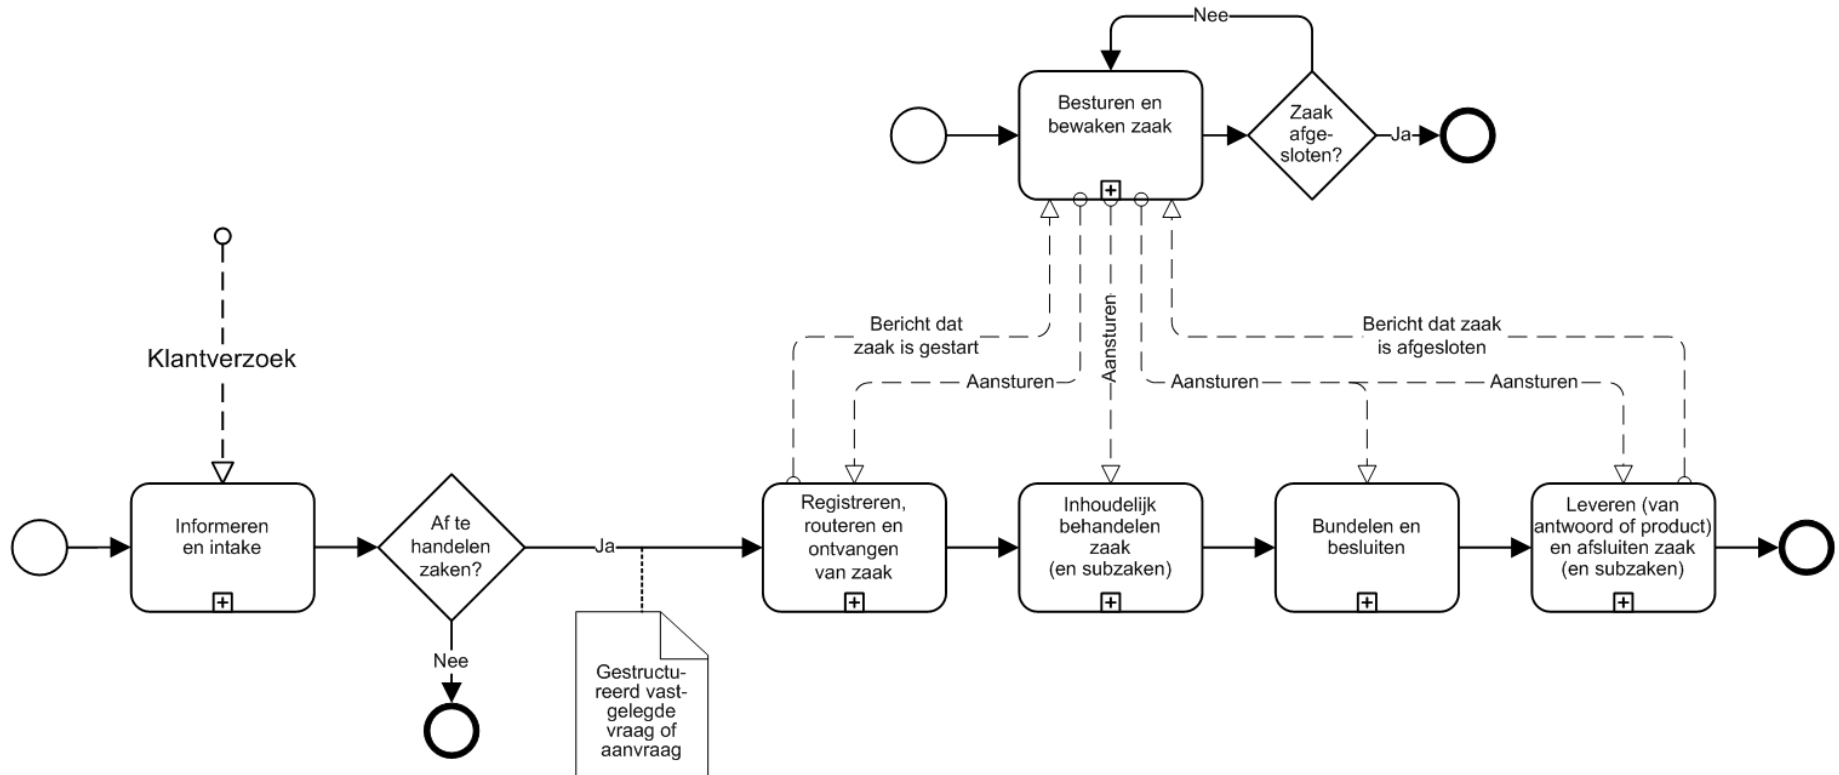 Nee
Besturen en
bewaken zaak
Zaak
afge-
sloten?
Ja
Klantverzoek
Bericht dat
zaak is gestart
Aansturen
Aansturen
Bericht dat zaak
is afgesloten
Aansturen
Aansturen
Informeren
en intake
Af te
handelen
zaken?
Ja
Nee
Gestructu-
reerd vast-
gelegde
vraag of
aanvraag
Registreren,
routeren en
ontvangen
van zaak
Inhoudelijk
behandelen
zaak
(en subzaken)
Bundelen en
besluiten
Leveren (van
antwoord of product)
en afsluiten zaak
(en subzaken)